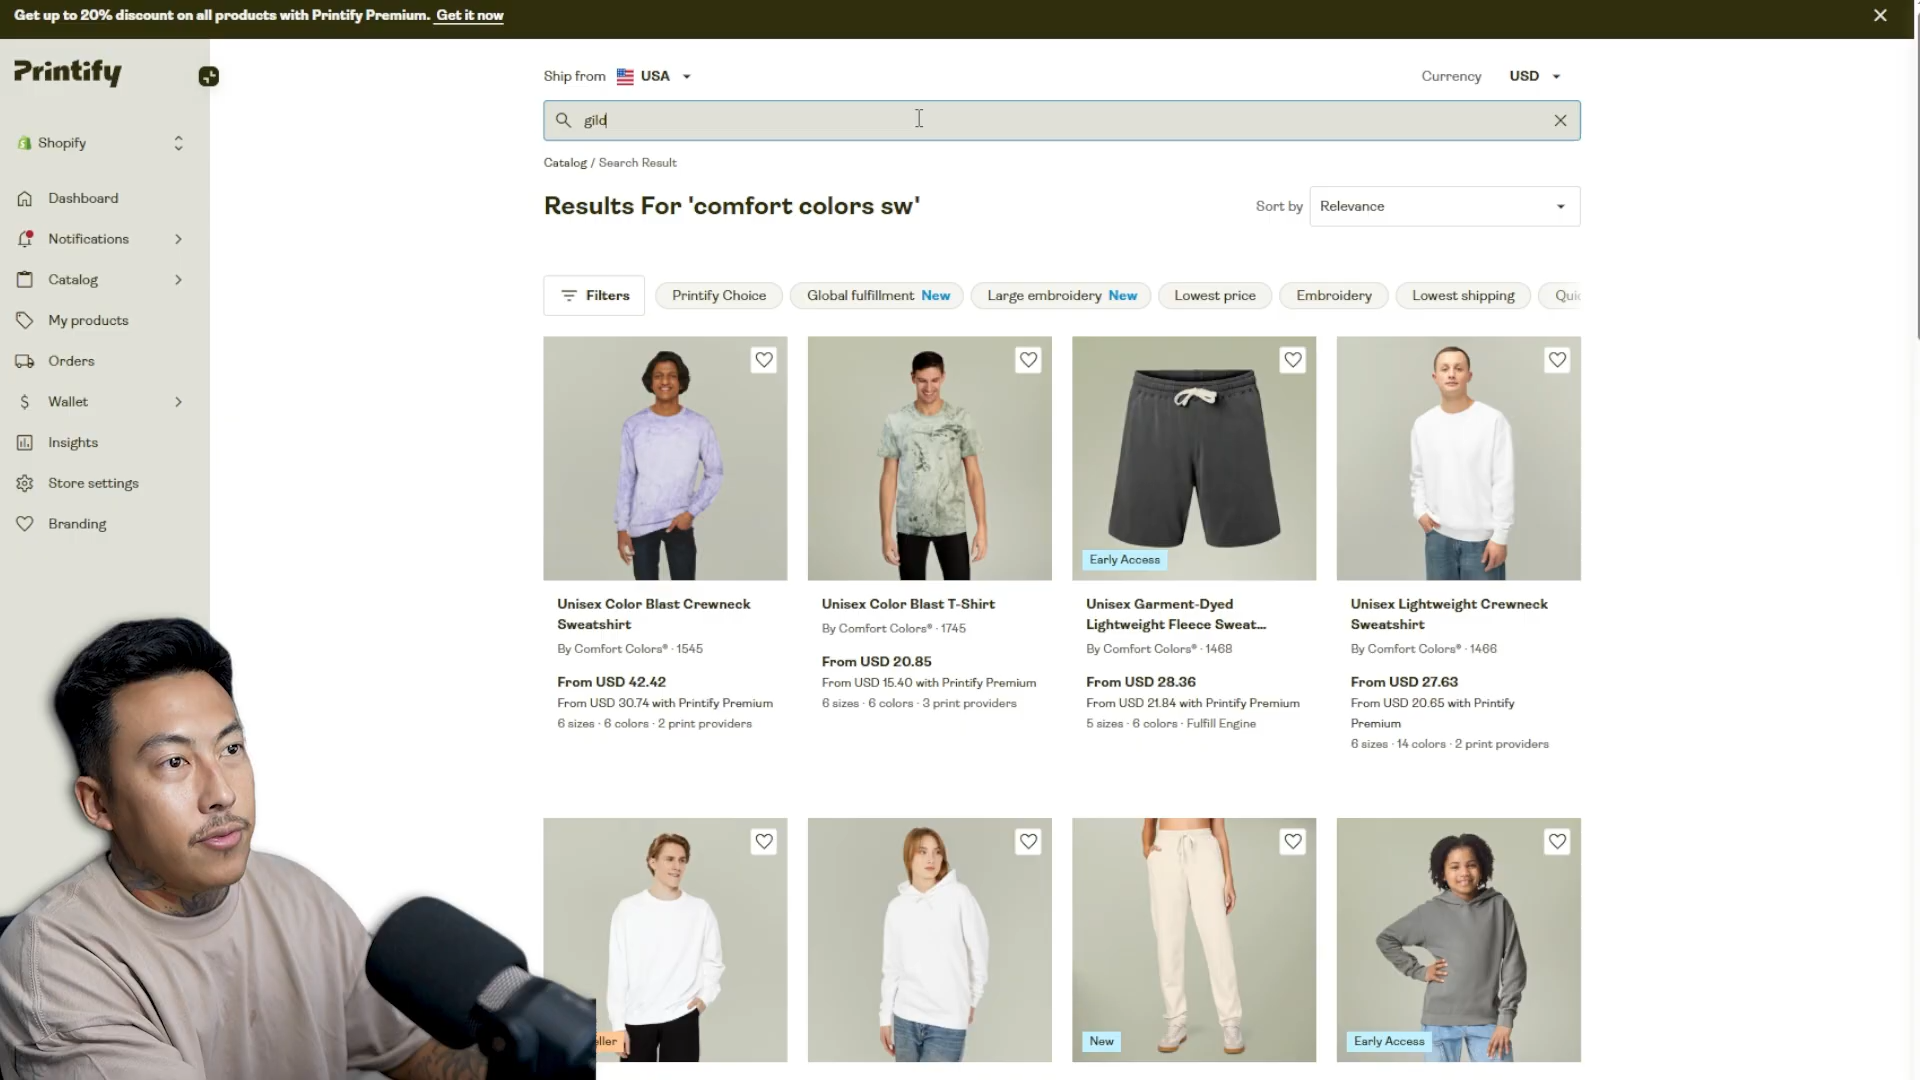 Get up to 20% discount on all products with Printify Premium. Get it now
Printify
Ship from USA
Currency USD
gild
Shopify
Catalog / Search Result
Dashboard
Results For 'comfort colors sw'
Sort by Relevance
Notifications
Catalog
Filters
Printify Choice
Global fulfillment New
Large embroidery New
Lowest price
Embroidery
Lowest shipping
My products
Orders
Wallet
Insights
Store settings
Branding
Early Access
Unisex Color Blast Crewneck
Sweatshirt
By Comfort Colors® · 1545
From USD 42.42
From USD 30.74 with Printify Premium
6 sizes · 6 colors · 2 print providers
Unisex Color Blast T-Shirt
By Comfort Colors® · 1745
From USD 20.85
From USD 15.40 with Printify Premium
6 sizes · 6 colors · 3 print providers
Unisex Garment-Dyed
Lightweight Fleece Sweat...
By Comfort Colors® · 1468
From USD 28.36
From USD 21.84 with Printify Premium
5 sizes · 6 colors · Fulfill Engine
Unisex Lightweight Crewneck
Sweatshirt
By Comfort Colors® · 1466
From USD 27.63
From USD 20.65 with Printify
Premium
6 sizes · 14 colors · 2 print providers
New
Early Access